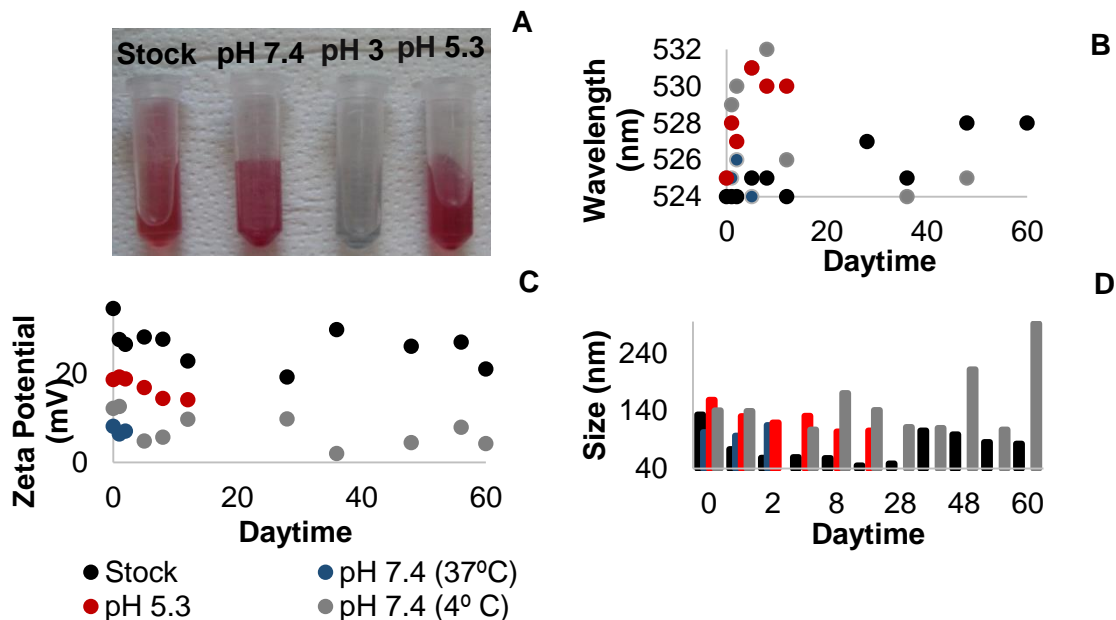 A
Stock pH 7.4 pH 3 pH 5.3
B
Wavelength
(nm)
532
530
528
526
524
0 20 40 60
Daytime
C
Zeta Potential
(mV)
20
0
0 20 40 60
Daytime
D
Size (nm)
240
140
40
0 2 8 28 48 60
Daytime
Stock
pH 7.4 (37ºC)
pH 5.3
pH 7.4 (4º C)